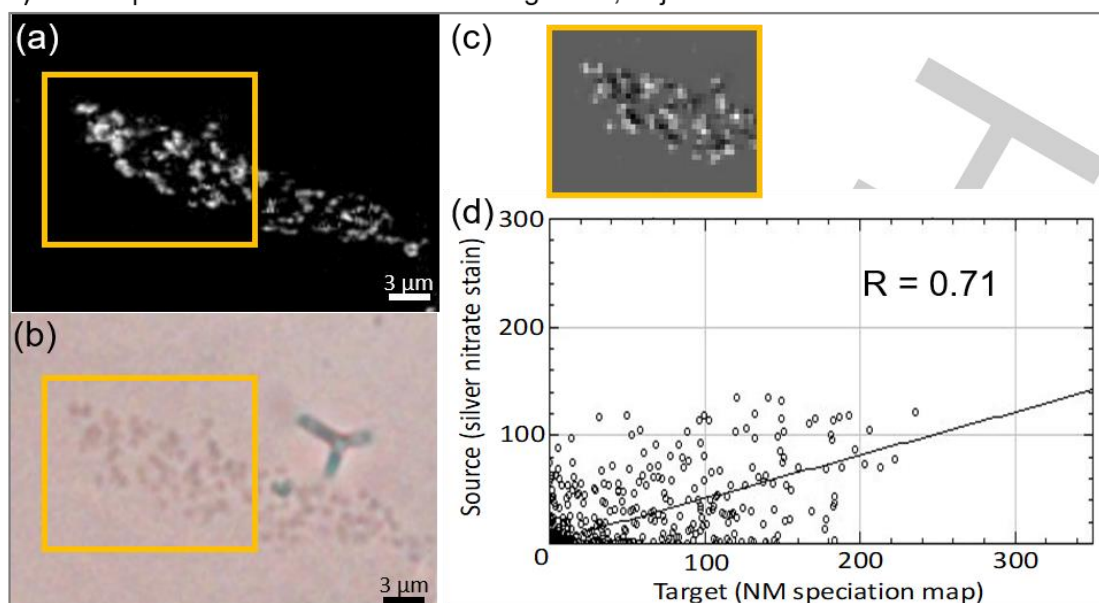 (a)
3 µm
(b)
3 µm
(c)
(d)
300
200
100
0
100
200
300
R = 0.71
Source (silver nitrate stain)
Target (NM speciation map)